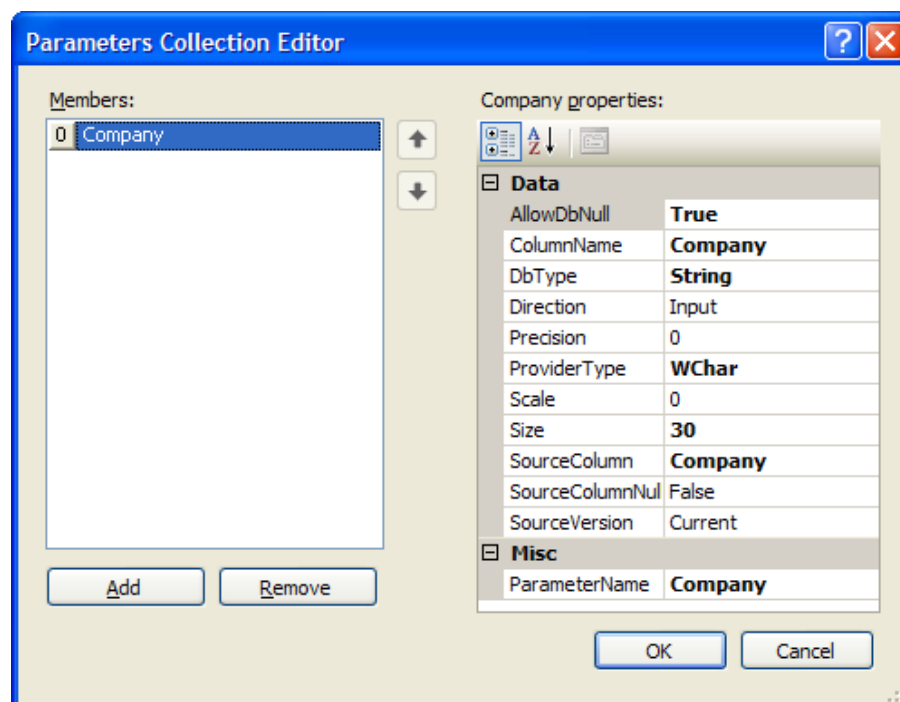 Parameters Collection Editor
Members:
0 Company
Add
Remove
Company properties:
Data
AllowDbNull True
ColumnName Company
DbType String
Direction Input
Precision 0
ProviderType WChar
Scale 0
Size 30
SourceColumn Company
SourceColumnNul False
SourceVersion Current
Misc
ParameterName Company
OK
Cancel